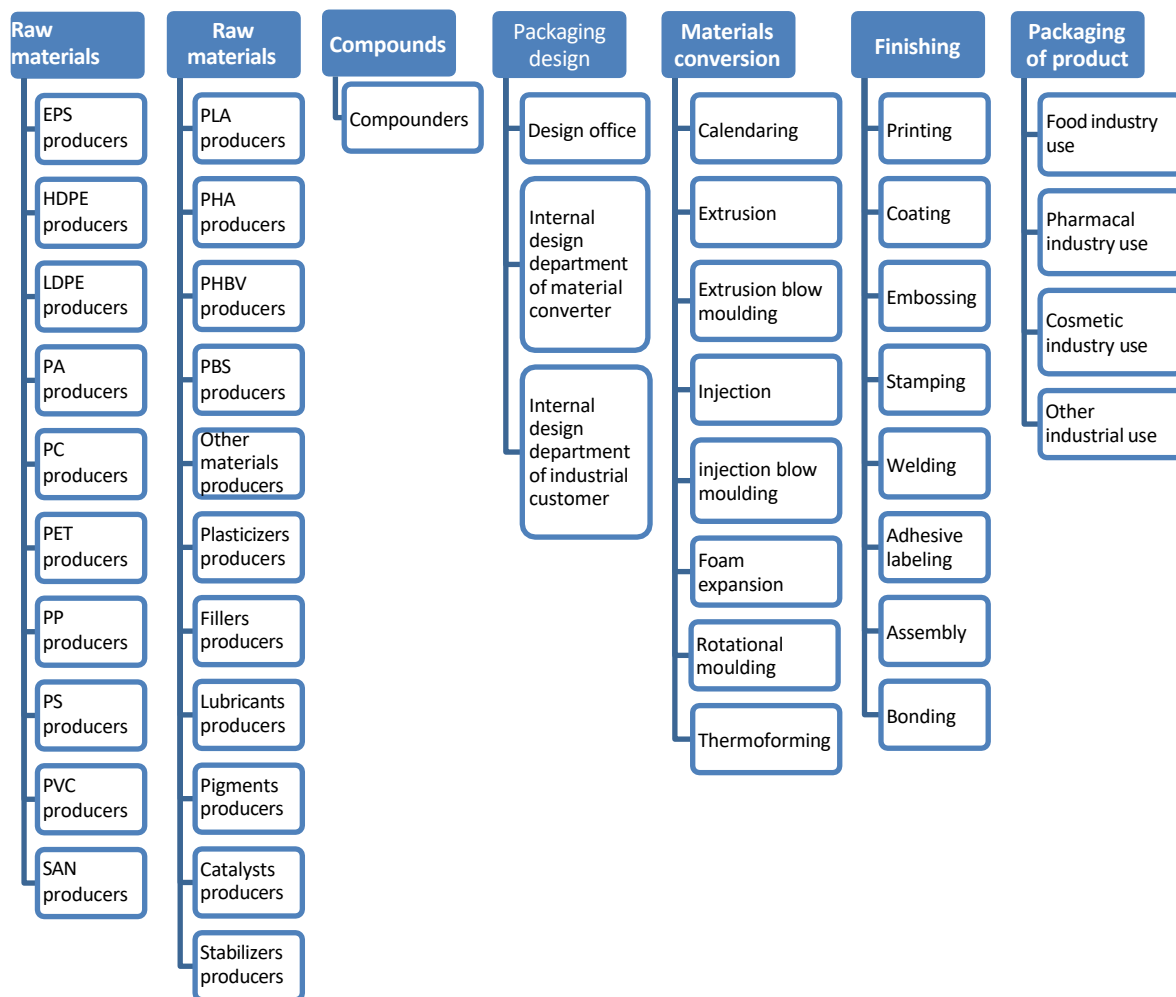 Raw
materials
EPS
producers
HDPE
producers
LDPE
producers
PA
producers
PC
producers
PET
producers
PP
producers
PS
producers
PVC
producers
SAN
producers
Raw
materials
PLA
producers
PHA
producers
PHBV
producers
PBS
producers
Other
materials
producers
Plasticizers
producers
Fillers
producers
Lubricants
producers
Pigments
producers
Catalysts
producers
Stabilizers
producers
Compounds
Compounders
Packaging
design
Design office
Internal
design
department
of material
converter
Internal
design
department
of industrial
customer
Materials
conversion
Calendaring
Extrusion
Extrusion blow
moulding
Injection
injection blow
moulding
Foam
expansion
Rotational
moulding
Thermoforming
Finishing
Printing
Coating
Embossing
Stamping
Welding
Adhesive
labeling
Assembly
Bonding
Packaging
of product
Food industry
use
Pharmacal
industry use
Cosmetic
industry use
Other
industrial use